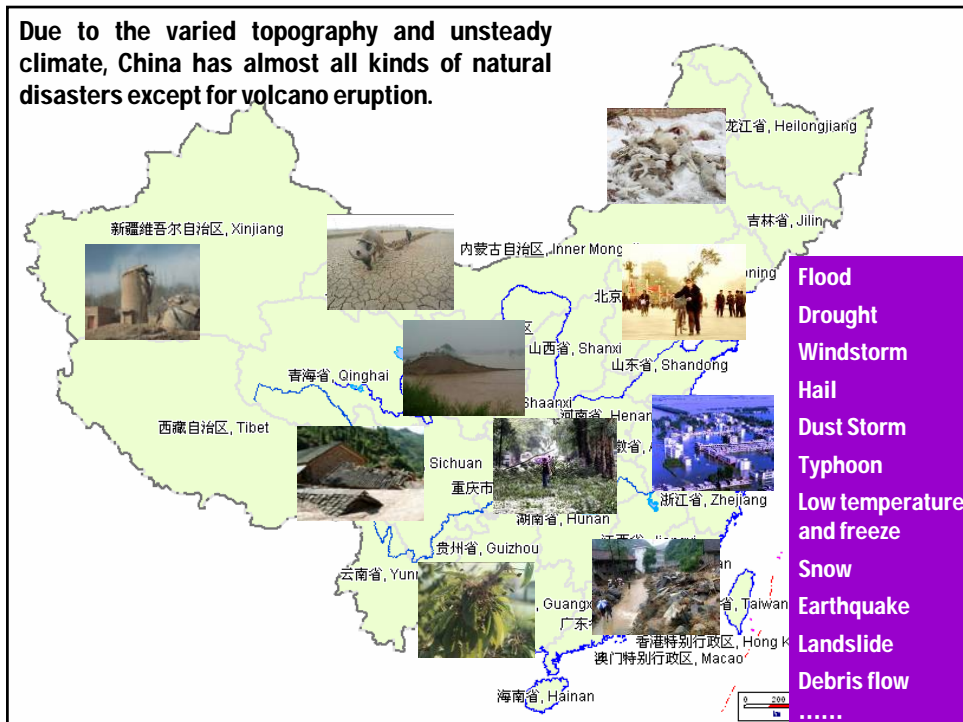 Due to the varied topography and unsteady
climate, China has almost all kinds of natural
disasters except for volcano eruption.
龙江省, Heilongjiang
吉林省, Jilin
新疆维吾尔自治区, Xinjiang
内蒙古自治区, Inner
北京
区
山西省, Shanxi
山东省, Shandong
青海省, Qinghai
Shaanxi
河南省, Henan
西藏自治区, Tibet
Sichuan
重庆市
浙江省, Zhejiang
湖南省, Hunan
贵州省, Guizhou
云南省,
省, Taiwan
香港特别行政区, Hong
澳门特别行政区, Macao
海南省, Hainan
Flood
Drought
Windstorm
Hail
Dust Storm
Typhoon
Low temperature
and freeze
Snow
Earthquake
Landslide
Debris flow
......
0 200
km